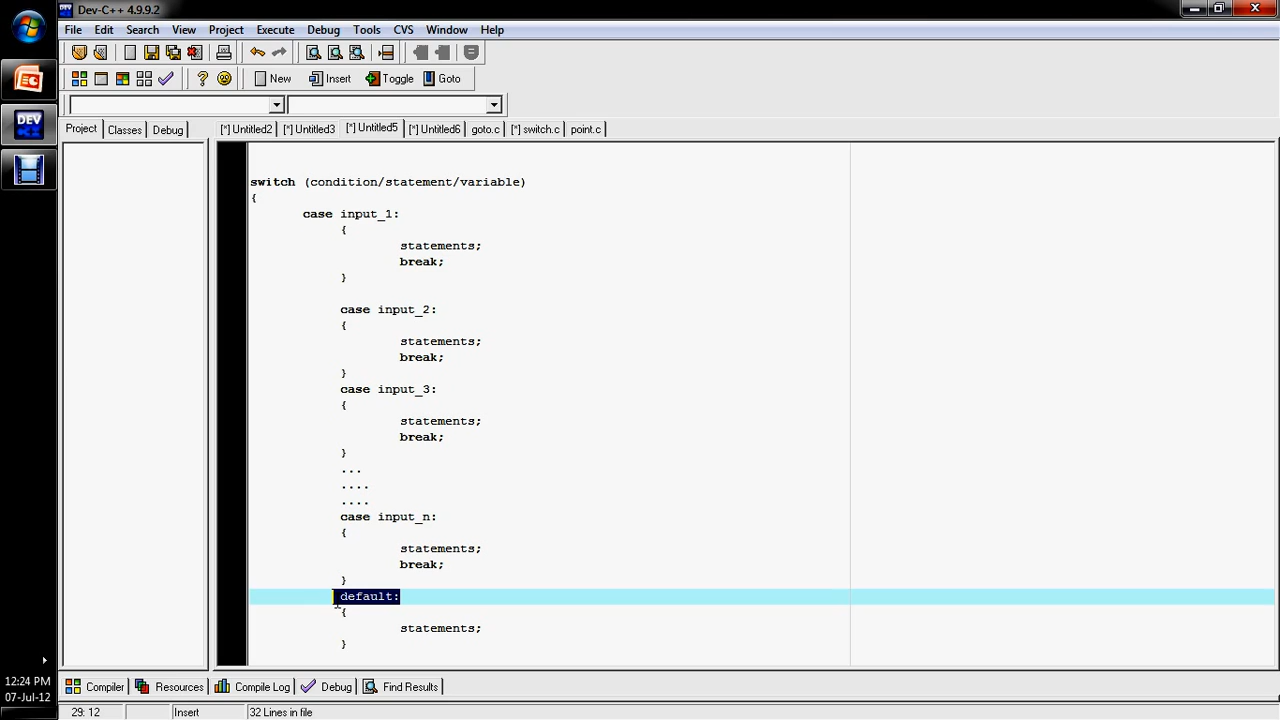 Dev-C++ 4.9.9.2
File Edit Search View Project Execute Debug Tools CVS Window Help
New Insert Toggle Goto
Project Classes Debug
[*] Untitled2 [*] Untitled3 [*] Untitled5 [*] Untitled6 goto.c [*] switch.c point.c
switch (condition/statement/variable)
{
case input_1:
{
statements;
break;
}
case input_2:
{
statements;
break;
}
case input_3:
{
statements;
break;
}
...
....
....
case input_n:
{
statements;
break;
}
default:
{
statements;
}
Compiler Resources Compile Log Debug Find Results
29: 12 Insert 32 Lines in file
DEV
12:24 PM
07-Jul-12